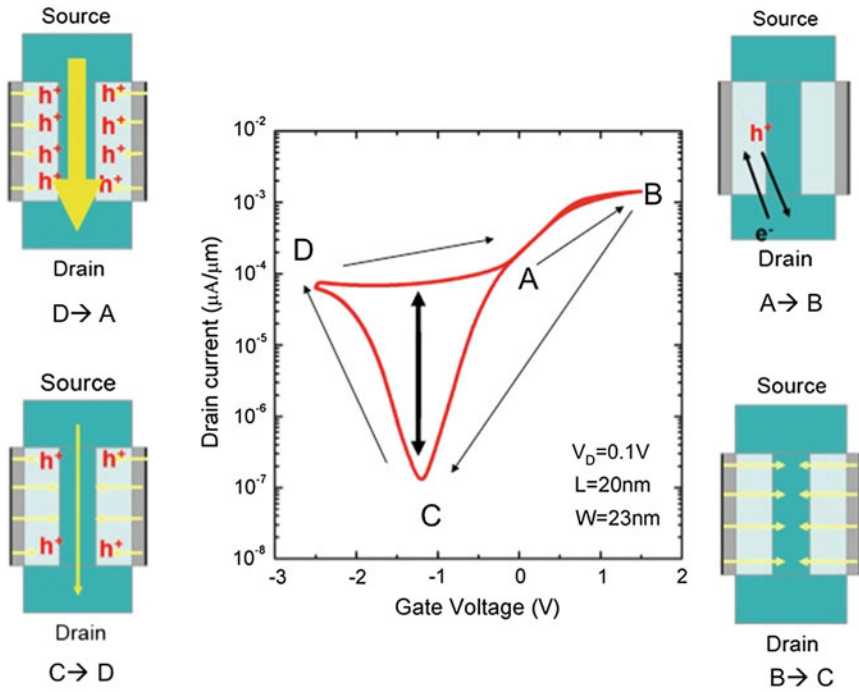 Source
h⁺ h⁺
h⁺ h⁺
h⁺ h⁺
h⁺ h⁺
Drain
D→ A
Source
h⁺ h⁺
h⁺ h⁺
Drain
C→ D
Drain current (μA/μm)
10⁻²
10⁻³
10⁻⁴
10⁻⁵
10⁻⁶
10⁻⁷
10⁻⁸
D
A
B
C
V_D=0.1V
L=20nm
W=23nm
-3 -2 -1 0 1 2
Gate Voltage (V)
Source
h⁺
e⁻
Drain
A→ B
Source
Drain
B→ C